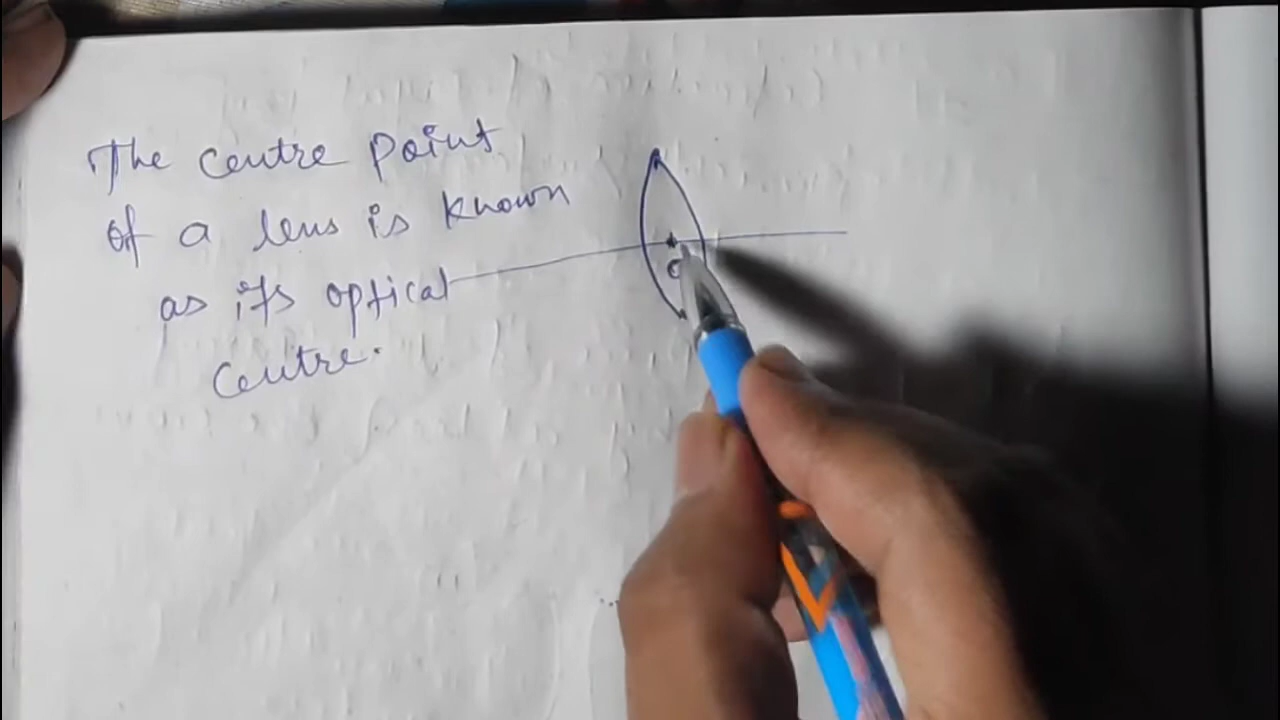 The centre point
of a lens is known
as its optical
Centre.